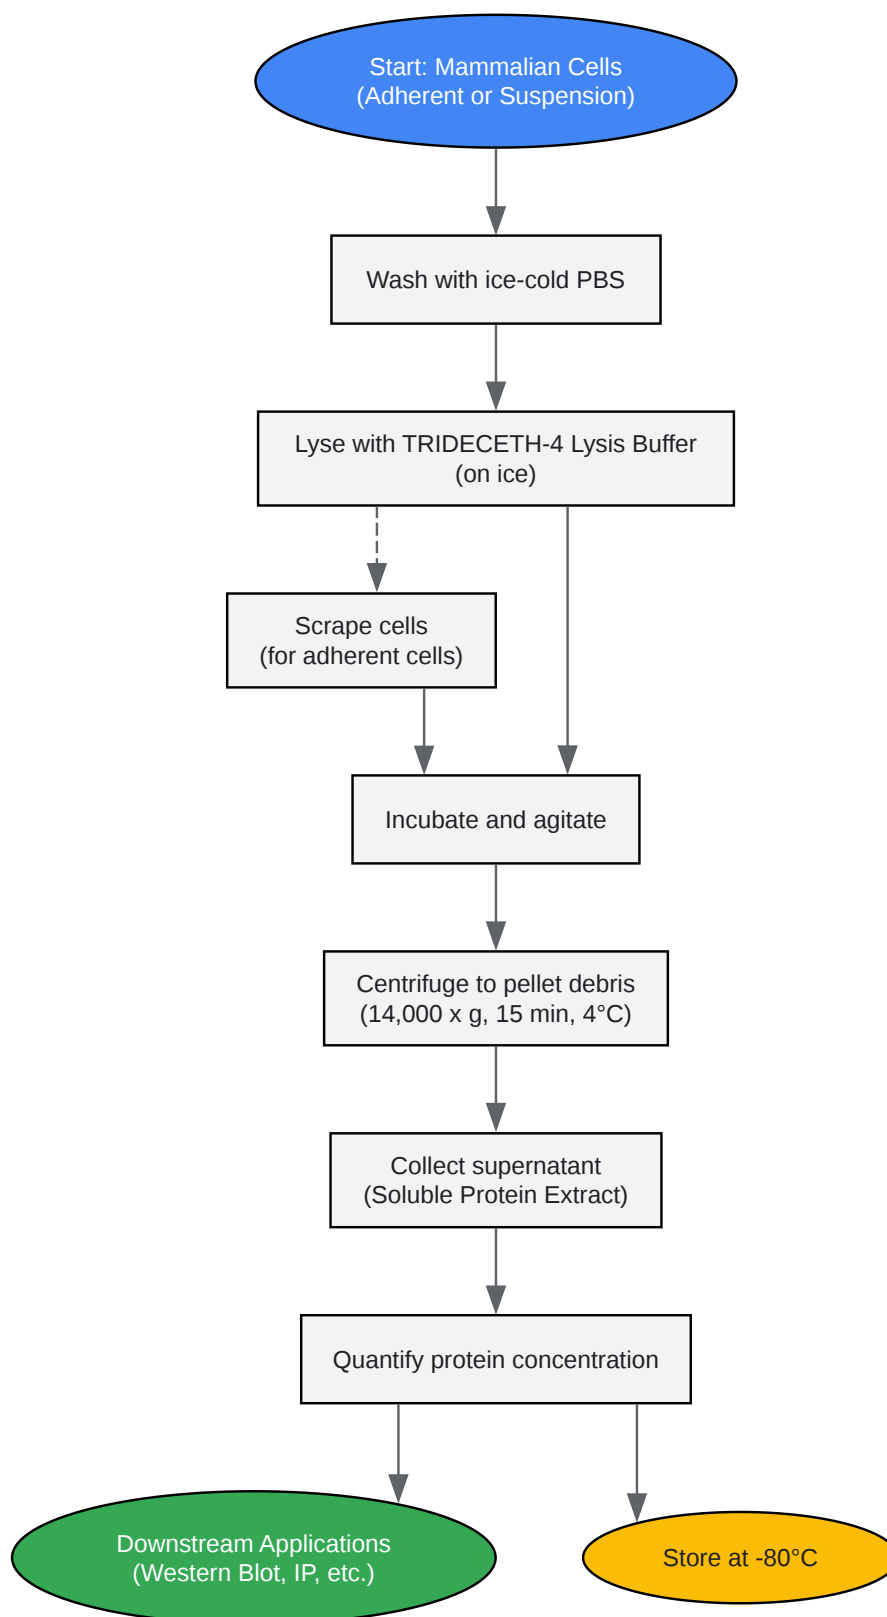 Start: Mammalian Cells
(Adherent or Suspension)
Wash with ice-cold PBS
Lyse with TRIDECETH-4 Lysis Buffer
(on ice)
Scrape cells
(for adherent cells)
Incubate and agitate
Centrifuge to pellet debris
(14,000 x g, 15 min, 4°C)
Collect supernatant
(Soluble Protein Extract)
Quantify protein concentration
Downstream Applications
(Western Blot, IP, etc.)
Store at -80°C